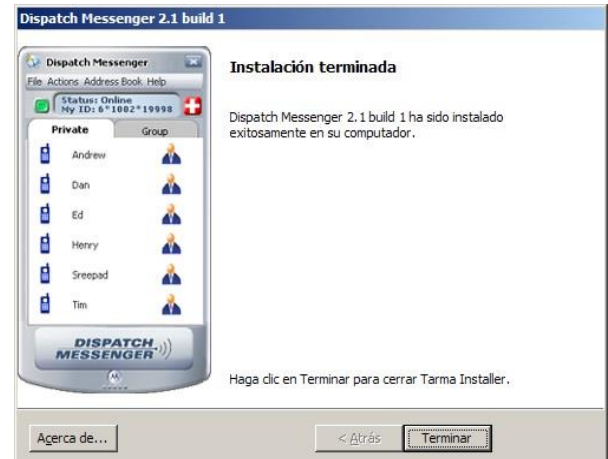 Dispatch Messenger 2.1 build 1
Dispatch Messenger
File Actions Address Book Help
Status: Online
My ID: 6*1002*19998
Private Group
Andrew
Dan
Ed
Henry
Sreepad
Tim
DISPATCH
MESSENGER
Instalación terminada
Dispatch Messenger 2.1 build 1 ha sido instalado
exitosamente en su computador.
Haga clic en Terminar para cerrar Tarma Installer.
Acerca de... < Atrás Terminar